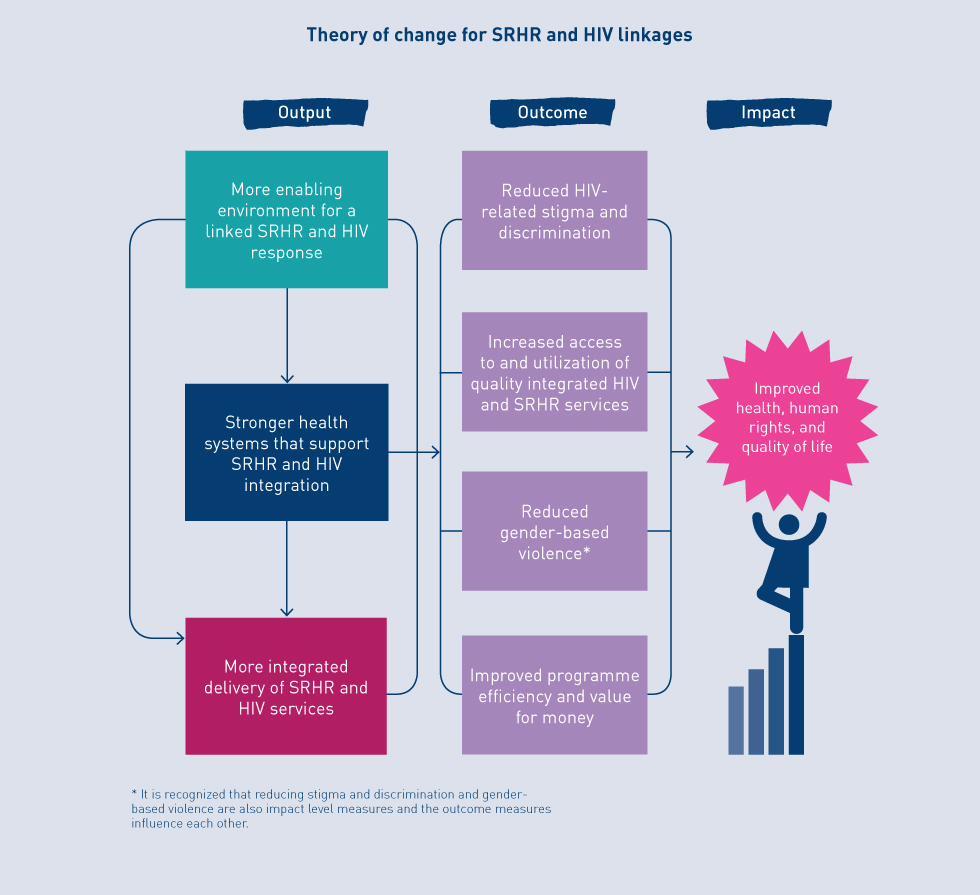 Theory of change for SRHR and HIV linkages
Output
Outcome
Impact
More enabling
environment for a
linked SRHR and HIV
response
Stronger health
systems that support
SRHR and HIV
integration
More integrated
delivery of SRHR and
HIV services
Reduced HIV-
related stigma and
discrimination
Increased access
to and utilization of
quality integrated HIV
and SRHR services
Reduced
gender-based
violence*
Improved programme
efficiency and value
for money
Improved
health, human
rights, and
quality of life
* It is recognized that reducing stigma and discrimination and gender-
based violence are also impact level measures and the outcome measures
influence each other.